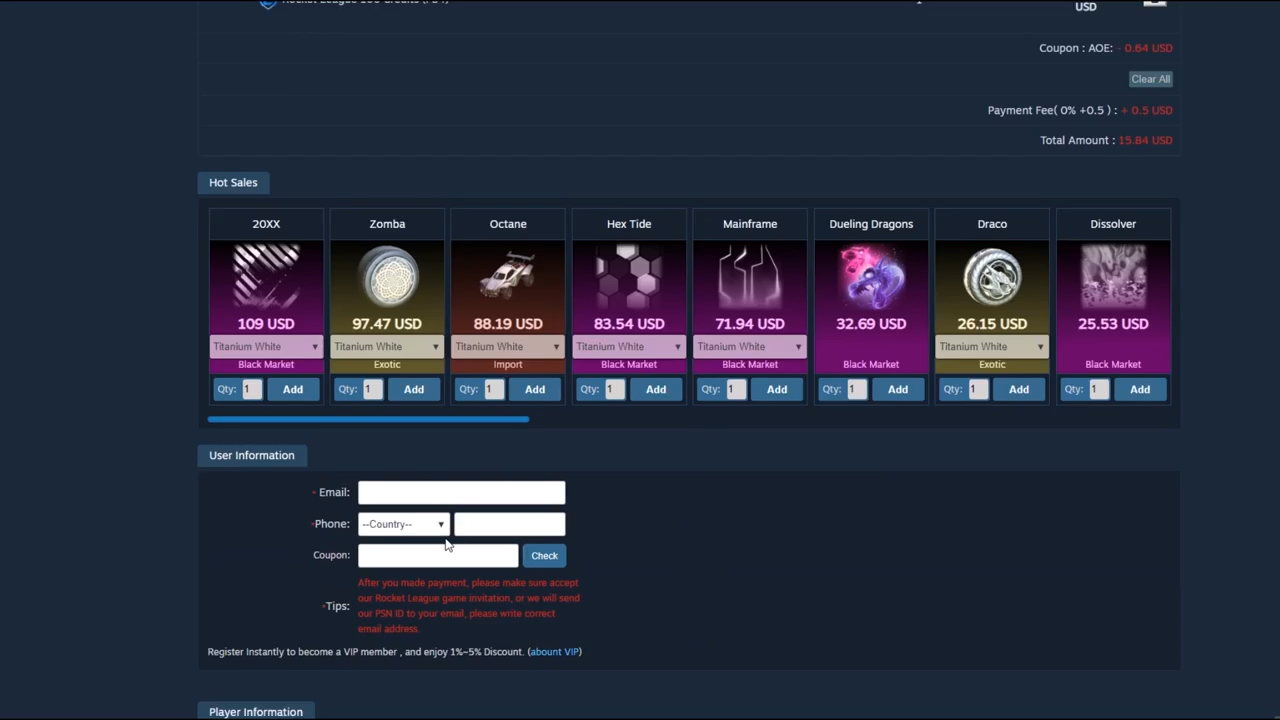 Rocket League 100 Credits (PS4) 1
USD
Coupon : AOE: - 0.64 USD
Clear All
Payment Fee( 0% +0.5 ) : + 0.5 USD
Total Amount : 15.84 USD
Hot Sales
20XX Zomba Octane Hex Tide Mainframe Dueling Dragons Draco Dissolver
109 USD 97.47 USD 88.19 USD 83.54 USD 71.94 USD 32.69 USD 26.15 USD 25.53 USD
Titanium White Titanium White Titanium White Titanium White Titanium White Titanium White
Black Market Exotic Import Black Market Black Market Black Market Exotic Black Market
Qty: 1 Add Qty: 1 Add Qty: 1 Add Qty: 1 Add Qty: 1 Add Qty: 1 Add Qty: 1 Add Qty: 1 Add
User Information
* Email:
*Phone: --Country--
Coupon: Check
After you made payment, please make sure accept
our Rocket League game invitation, or we will send
*Tips:
our PSN ID to your email, please write correct
email address.
Register Instantly to become a VIP member , and enjoy 1%~5% Discount. (abount VIP)
Player Information